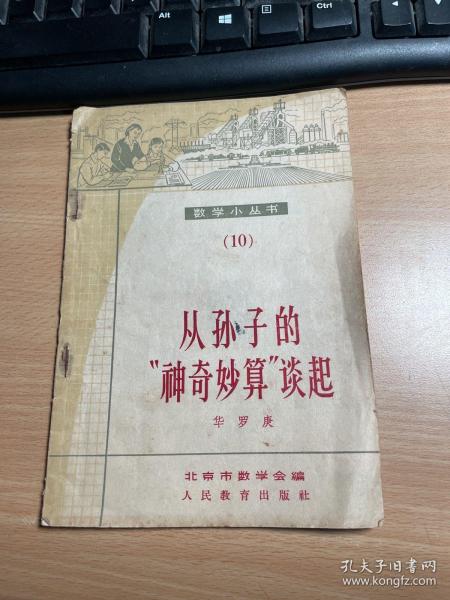 Alt
Ctrl
数学小丛书
(10)
从孙子的
“神奇妙算”谈起
华罗庚
北京市数学会编
人民教育出版社
孔夫子旧书网
www.kongfz.com